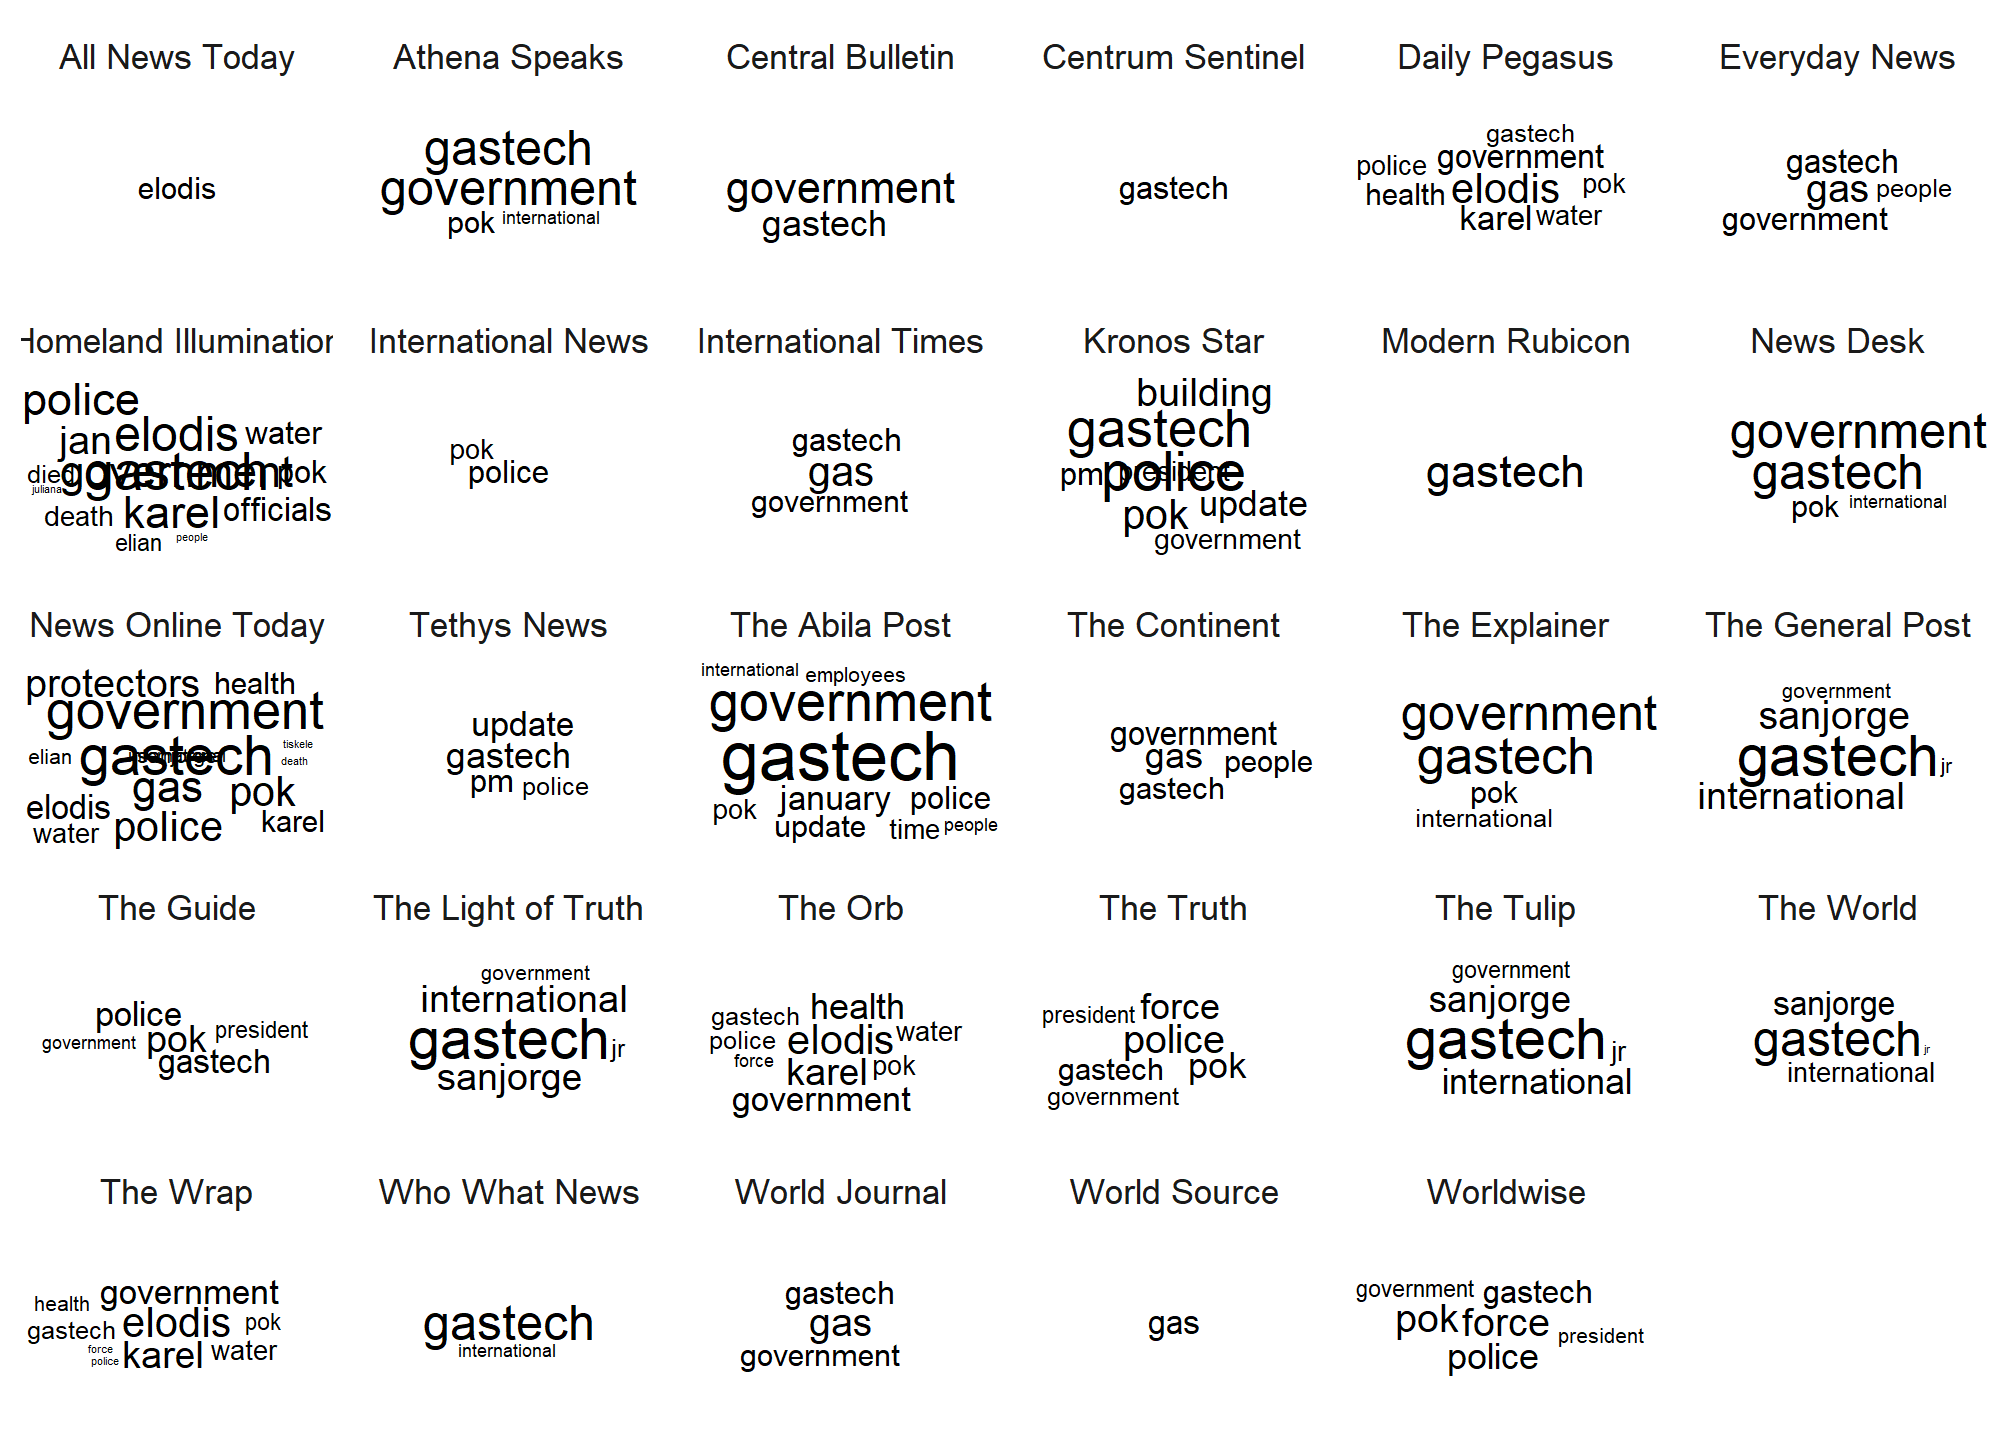 All News Today
Athena Speaks
Central Bulletin
Centrum Sentinel
Daily Pegasus
Everyday News
elodis
gastech
government
pok international
government
gastech
gastech
gastech
police government
health elodis pok
karel water
gastech
gas people
government
Homeland Illumination
International News
International Times
Kronos Star
Modern Rubicon
News Desk
police
jan elodis water
died government gastech pok
juliana
death karel officials
elian people
pok
police
gastech
gas
government
building
gastech
pm president police
pok update
government
gastech
government
gastech
pok international
News Online Today
Tethys News
The Abila Post
The Continent
The Explainer
The General Post
protectors health
government
elian gastech tiskele
death
gas pok
elodis
water police karel
update
gastech
pm police
international employees
government
gastech
pok january police
update time people
government
gas people
gastech
government
gastech
pok
international
government
sanjorge
gastech jr
international
The Guide
The Light of Truth
The Orb
The Truth
The Tulip
The World
police
government pok president
gastech
government
international
gastech jr
sanjorge
gastech health
police elodis water
force karel pok
government
president force
police
gastech pok
government
government
sanjorge
gastech jr
international
sanjorge
gastech jr
international
The Wrap
Who What News
World Journal
World Source
Worldwise
health government
gastech elodis pok
force
police karel water
gastech
international
gastech
gas
government
gas
government gastech
pok force president
police